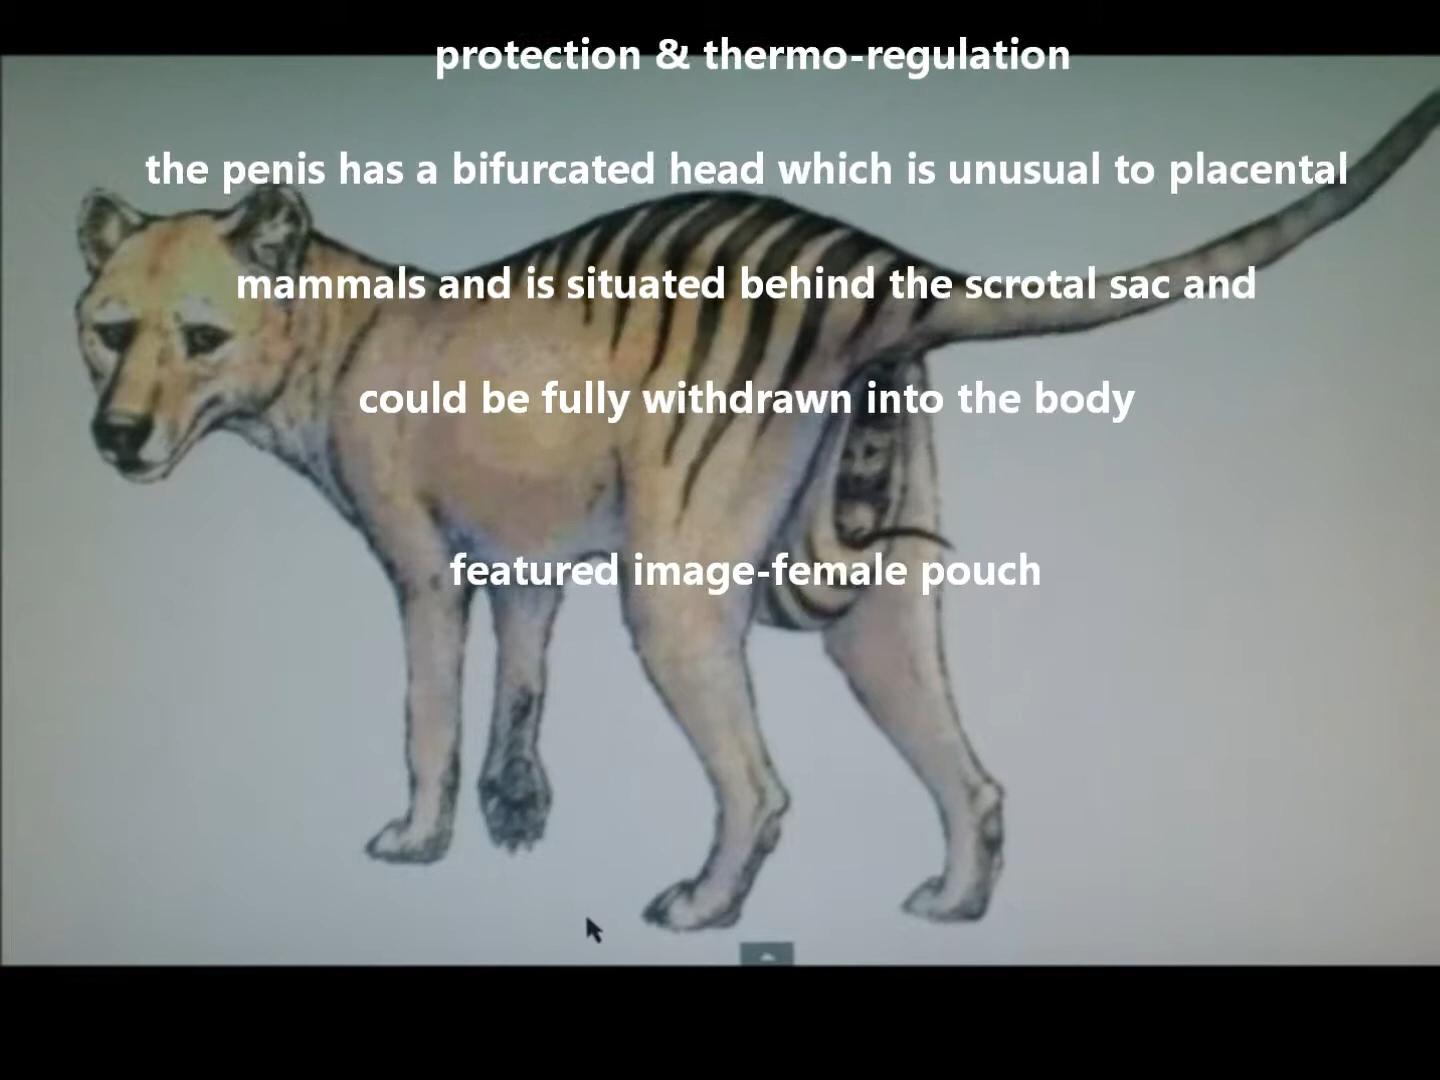 protection & thermo-regulation
the penis has a bifurcated head which is unusual to placental
mammals and is situated behind the scrotal sac and
could be fully withdrawn into the body
featured image-female pouch